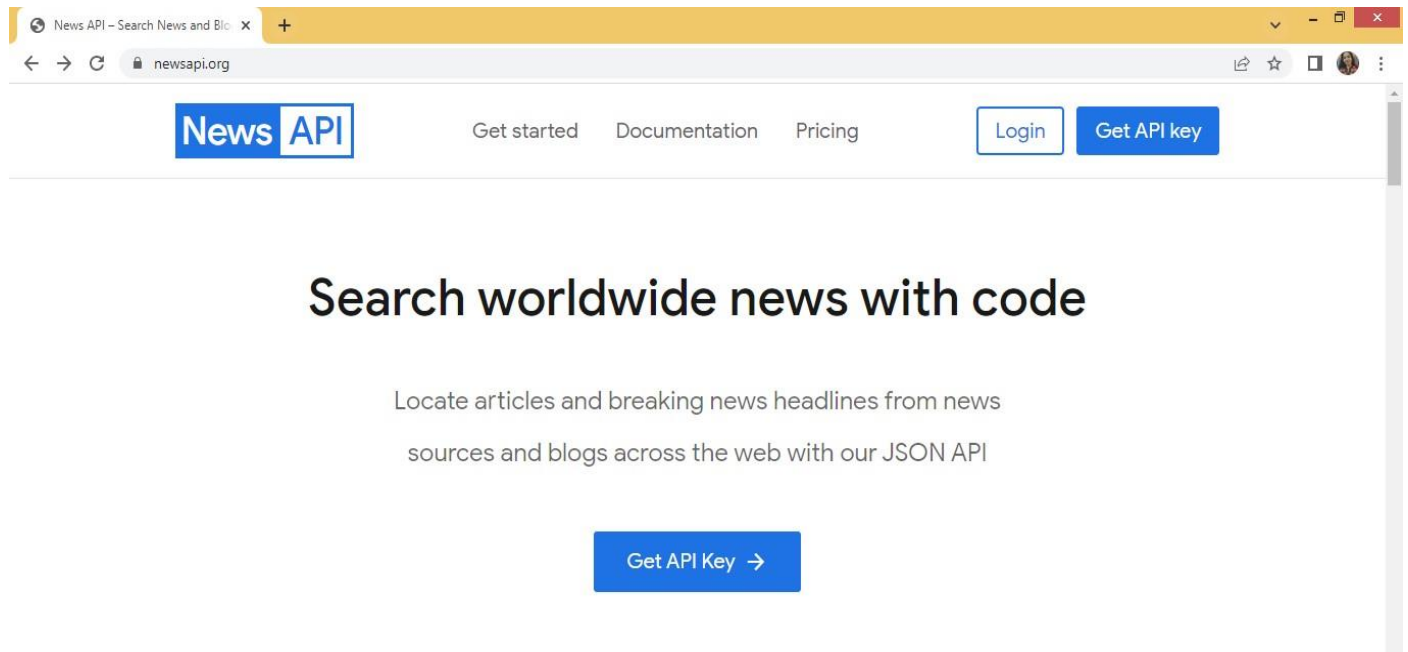 News API – Search News and Blo
newsapi.org
News API
Get started
Documentation
Pricing
Login
Get API key
Search worldwide news with code
Locate articles and breaking news headlines from news
sources and blogs across the web with our JSON API
Get API Key →